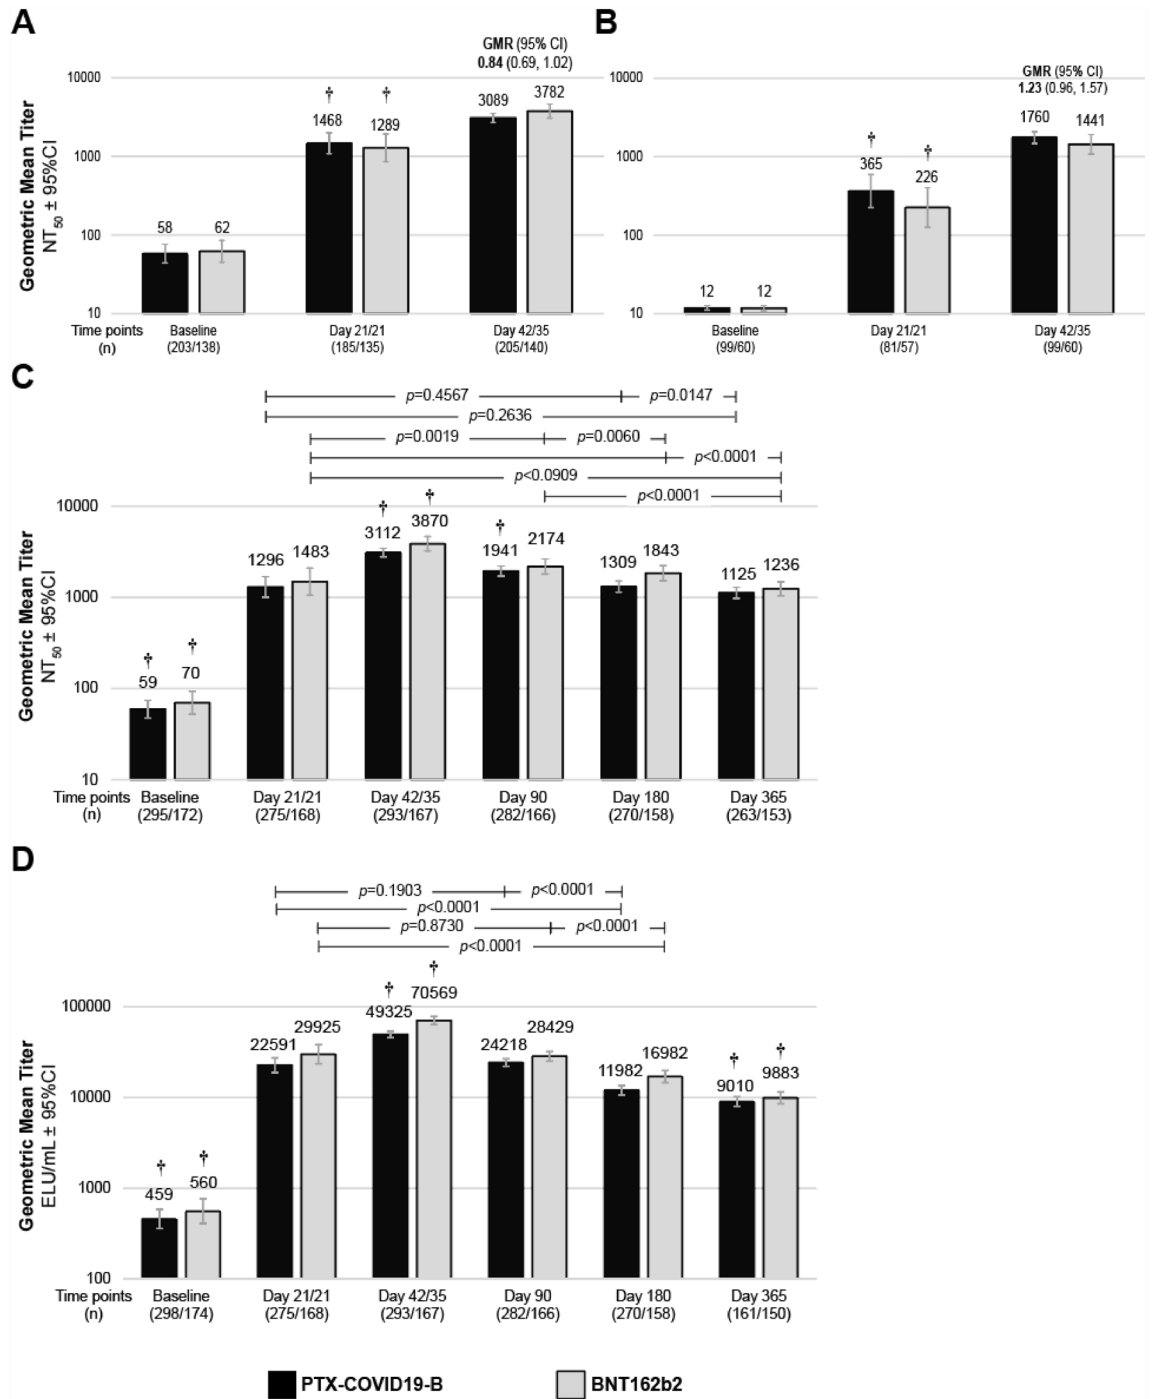 A
GMR (95% CI)
0.84 (0.69, 1.02)
10000
1000
100
10
Geometric Mean Titer
NT50 ± 95%CI
58
62
†
†
1468
1289
3089
3782
Time points
(n)
Baseline
(203/138)
Day 21/21
(185/135)
Day 42/35
(205/140)
B
GMR (95% CI)
1.23 (0.96, 1.57)
10000
1000
100
10
12
12
†
†
365
226
1760
1441
Baseline
(99/60)
Day 21/21
(81/57)
Day 42/35
(99/60)
C
p=0.4567
p=0.0147
p=0.2636
p=0.0019
p=0.0060
p<0.0001
p<0.0909
p<0.0001
10000
1000
100
10
Geometric Mean Titer
NT50 ± 95%CI
†
†
59
70
1296
1483
†
†
3112
3870
†
1941
2174
1309
1843
1125
1236
Time points
(n)
Baseline
(295/172)
Day 21/21
(275/168)
Day 42/35
(293/167)
Day 90
(282/166)
Day 180
(270/158)
Day 365
(263/153)
D
p=0.1903
p<0.0001
p<0.0001
p=0.8730
p<0.0001
p<0.0001
100000
10000
1000
100
Geometric Mean Titer
ELU/mL ± 95%CI
†
†
459
560
22591
29925
†
†
49325
70569
24218
28429
11982
16982
†
†
9010
9883
Time points
(n)
Baseline
(298/174)
Day 21/21
(275/168)
Day 42/35
(293/167)
Day 90
(282/166)
Day 180
(270/158)
Day 365
(161/150)
PTX-COVID19-B
BNT162b2